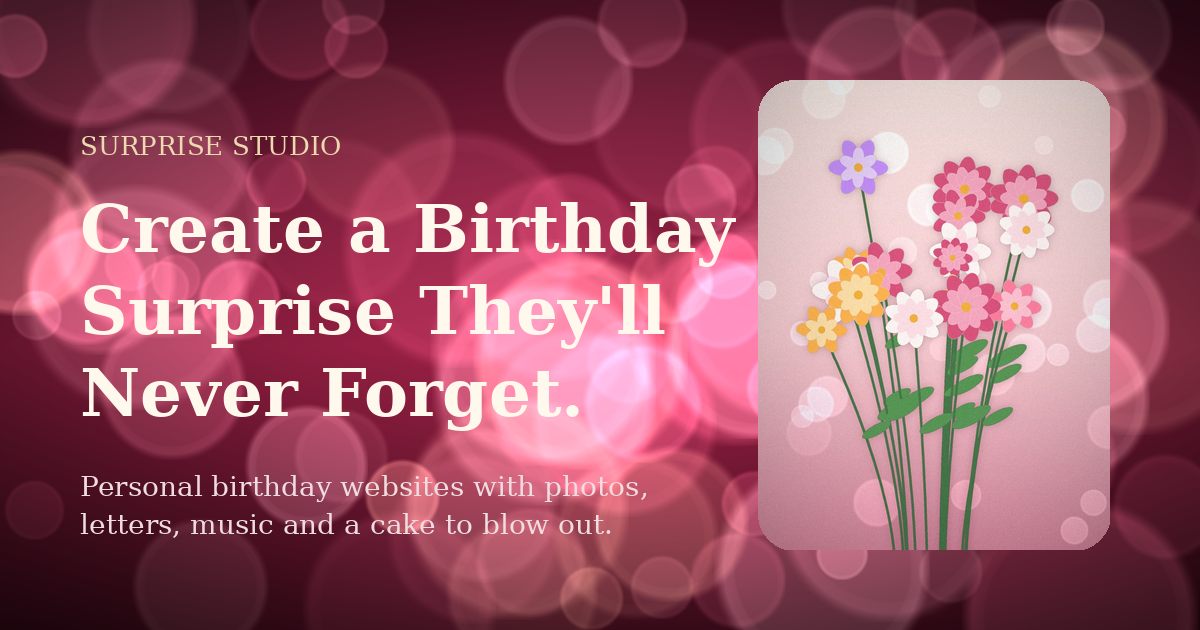 SURPRISE STUDIO
Create a Birthday
Surprise They'll
Never Forget.
Personal birthday websites with photos,
letters, music and a cake to blow out.